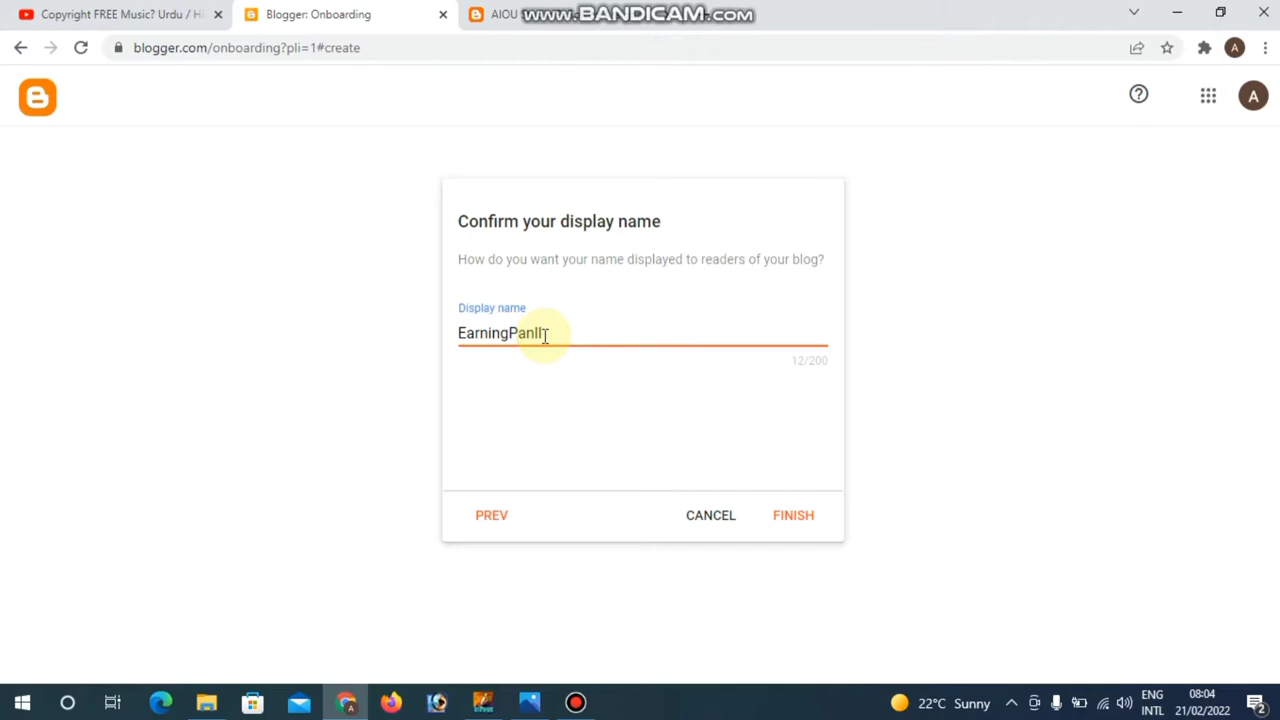 Copyright FREE Music? Urdu / Hi
Blogger: Onboarding
AIOU
www.BANDICAM.com
blogger.com/onboarding?pli=1#create
A
A
Confirm your display name
How do you want your name displayed to readers of your blog?
Display name
EarningPanll
12/200
PREV
CANCEL
FINISH
22°C Sunny
ENG
INTL
08:04
21/02/2022
2